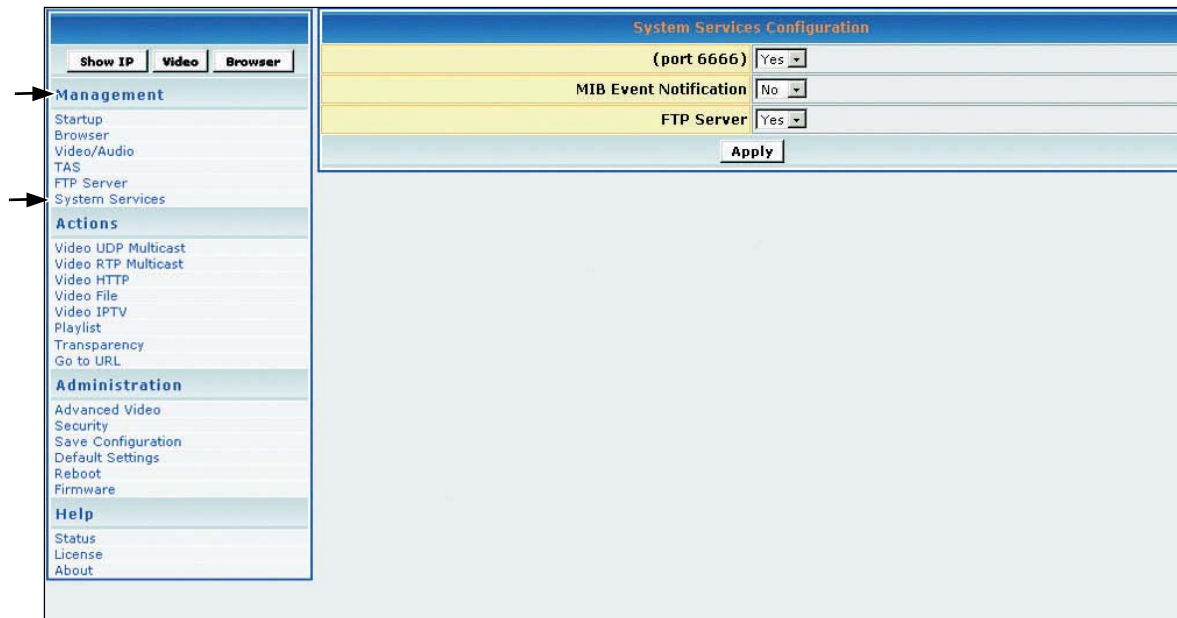 Show IP Video Browser
Management
Startup
Browser
Video/Audio
TAS
FTP Server
System Services
Actions
Video UDP Multicast
Video RTP Multicast
Video HTTP
Video File
Video IPTV
Playlist
Transparency
Go to URL
Administration
Advanced Video
Security
Save Configuration
Default Settings
Reboot
Firmware
Help
Status
License
About
System Services Configuration
(port 6666) Yes
MIB Event Notification No
FTP Server Yes
Apply